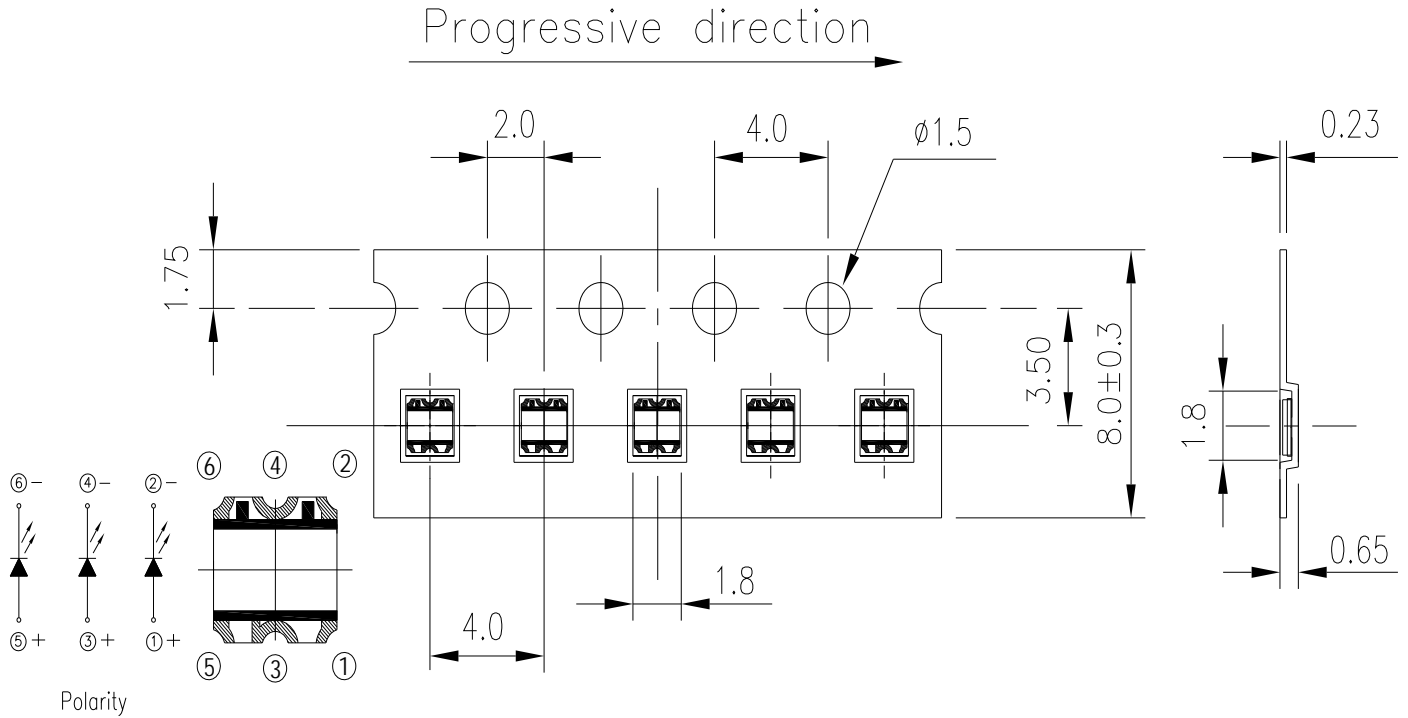 Progressive direction
2.0
4.0
ø1.5
0.23
1.75
3.50
8.0±0.3
1.8
⑥ ④ ②
⑥− ④− ②−
0.65
1.8
4.0
⑤+ ③+ ①+
⑤ ③ ①
Polarity